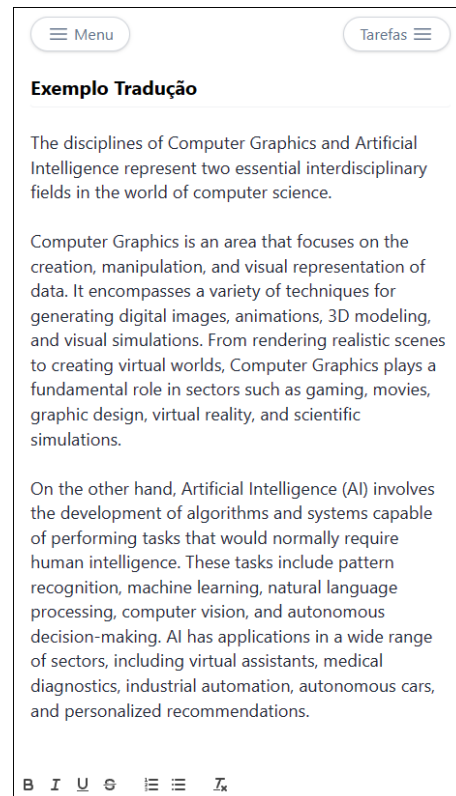 Menu
Tarefas
Exemplo Tradução
The disciplines of Computer Graphics and Artificial
Intelligence represent two essential interdisciplinary
fields in the world of computer science.
Computer Graphics is an area that focuses on the
creation, manipulation, and visual representation of
data. It encompasses a variety of techniques for
generating digital images, animations, 3D modeling,
and visual simulations. From rendering realistic scenes
to creating virtual worlds, Computer Graphics plays a
fundamental role in sectors such as gaming, movies,
graphic design, virtual reality, and scientific
simulations.
On the other hand, Artificial Intelligence (AI) involves
the development of algorithms and systems capable
of performing tasks that would normally require
human intelligence. These tasks include pattern
recognition, machine learning, natural language
processing, computer vision, and autonomous
decision-making. AI has applications in a wide range
of sectors, including virtual assistants, medical
diagnostics, industrial automation, autonomous cars,
and personalized recommendations.
B I U S